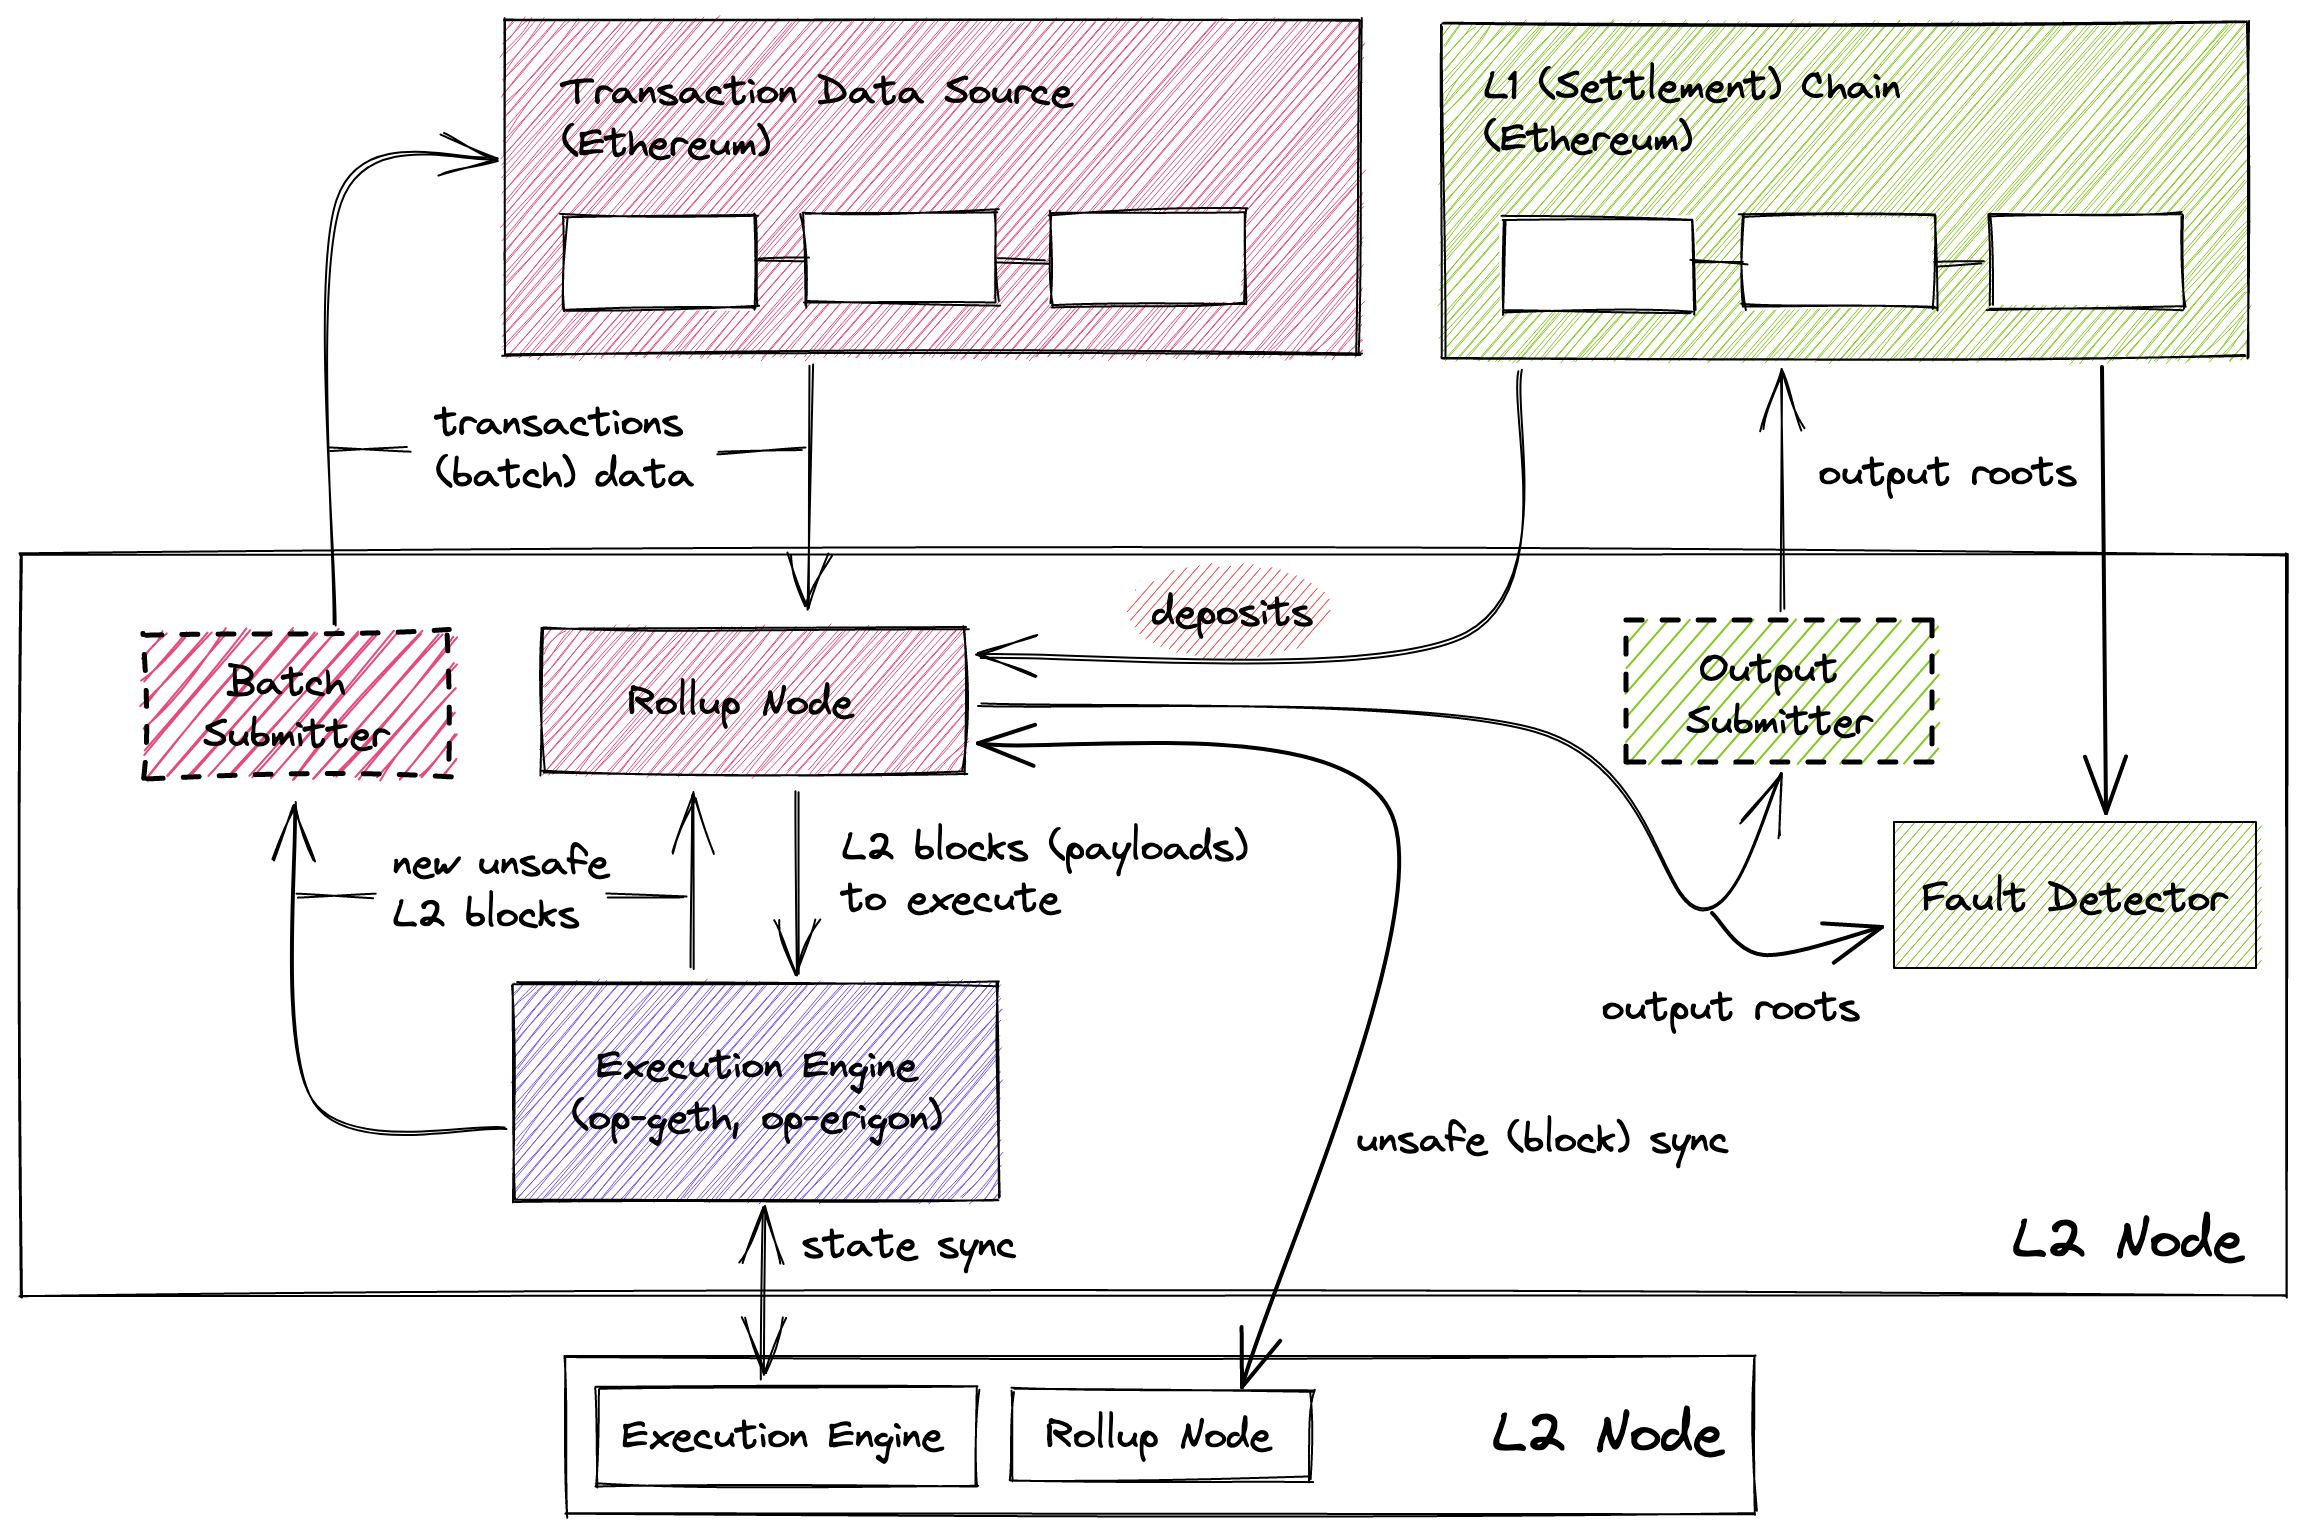 Transaction Data Source
(Ethereum)
L1 (Settlement) Chain
(Ethereum)
transactions
(batch) data
output roots
deposits
Batch
Submitter
Rollup Node
Output
Submitter
new unsafe
L2 blocks
L2 blocks (payloads)
to execute
Fault Detector
output roots
Execution Engine
(op-geth, op-erigon)
unsafe (block) sync
state sync
L2 Node
Execution Engine
Rollup Node
L2 Node